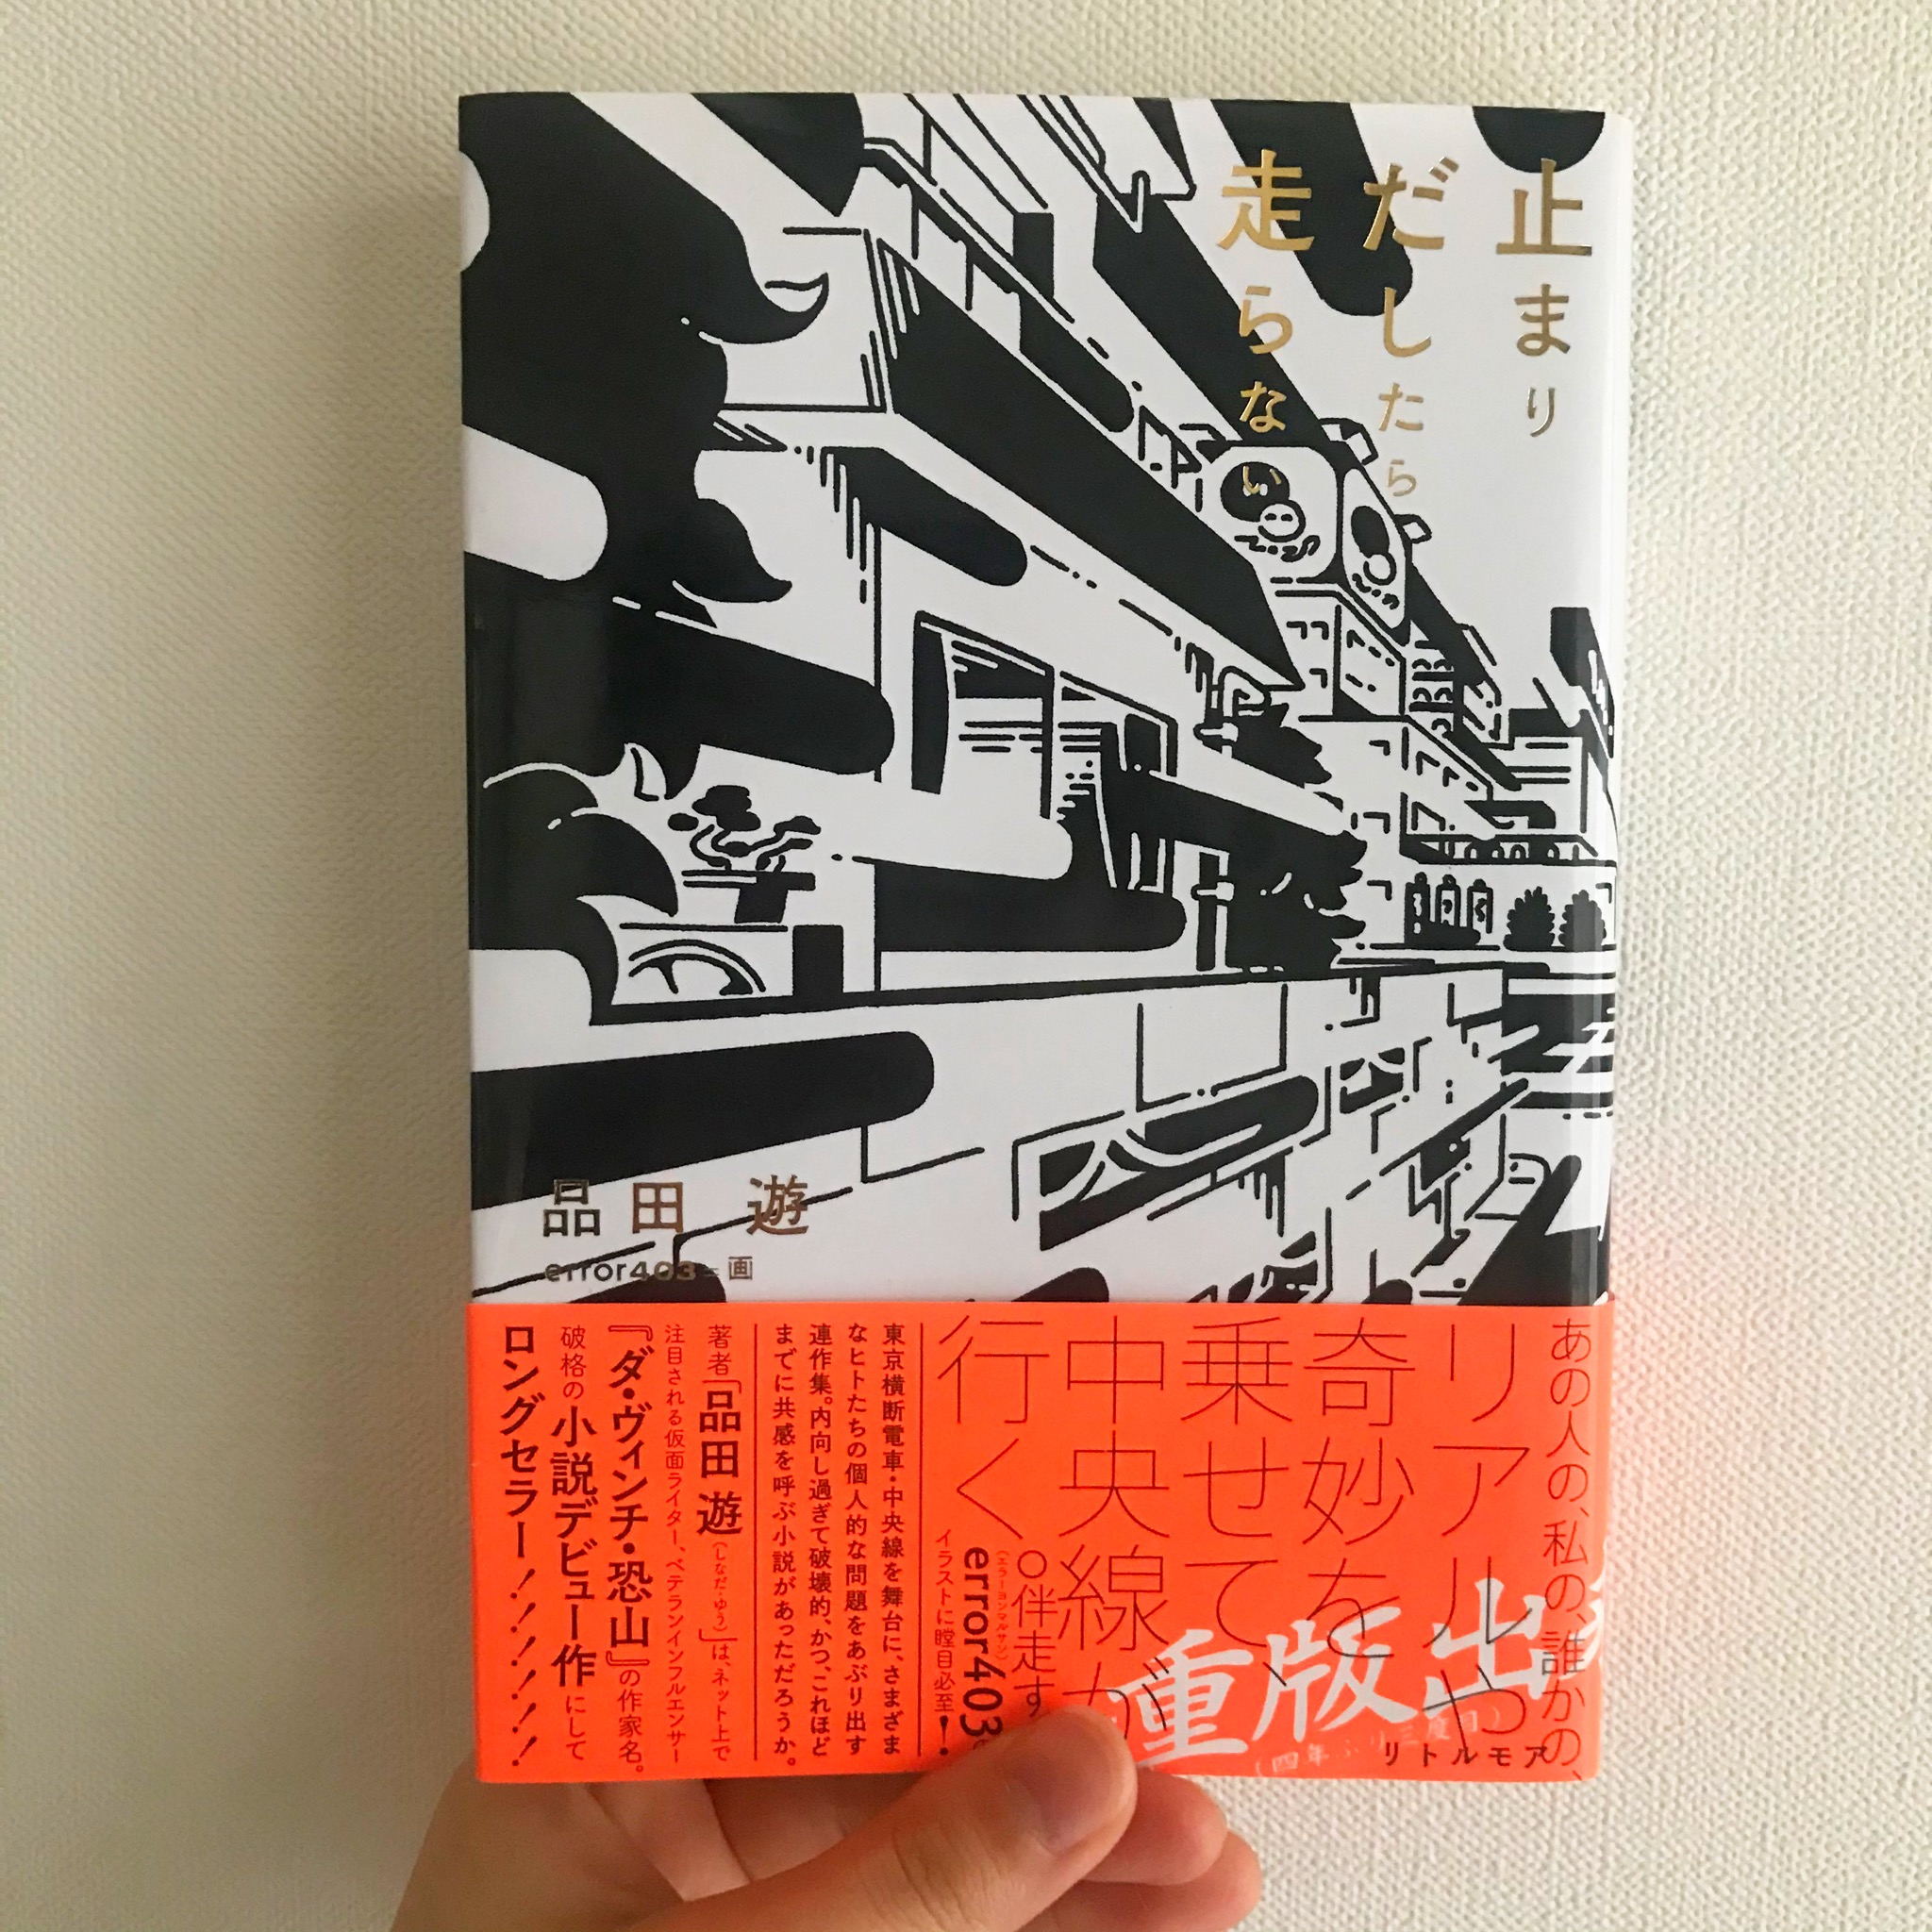 止まり
だしたら
走らない
品田 遊
error403=画
あの人の、私の、誰かの、
リアルや
奇妙を
乗せて、
中央線が
行く。
伴走す
(エラーヨンマルサン)
error403
イラストに瞠目必至!
東京横断電車・中央線を舞台に、さまざま
なヒトたちの個人的な問題をあぶり出す
連作集。内向し過ぎて破壊的、かつ、これほど
までに共感を呼ぶ小説があっただろうか。
著者「品田 遊(しなだ・ゆう)」は、ネット上で
注目される仮面ライター、ベテランインフルエンサー
『ダ・ヴィンチ・恐山』の作家名。
破格の小説デビュー作にして
ロングセラー!!!!!!
重版出
(四年ぶり三度目)
リトルモア